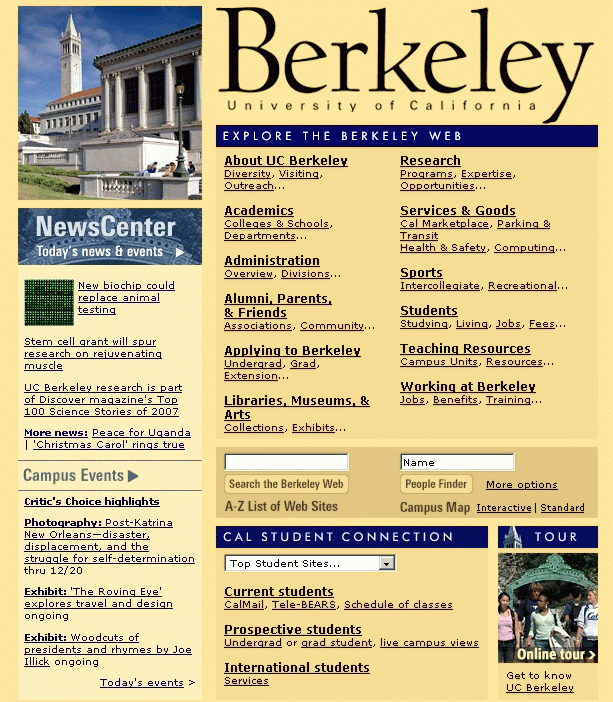 Berkeley
University of California
EXPLORE THE BERKELEY WEB
About UC Berkeley
Diversity, Visiting,
Outreach...
Academics
Colleges & Schools,
Departments...
Administration
Overview, Divisions...
Alumni, Parents,
& Friends
Associations, Community...
Applying to Berkeley
Undergrad, Grad,
Extension...
Libraries, Museums, &
Arts
Collections, Exhibits...
Research
Programs, Expertise,
Opportunities...
Services & Goods
Cal Marketplace, Parking &
Transit
Health & Safety, Computing...
Sports
Intercollegiate, Recreational...
Students
Studying, Living, Jobs, Fees...
Teaching Resources
Campus Units, Resources...
Working at Berkeley
Jobs, Benefits, Training...
NewsCenter
Today's news & events
New biochip could
replace animal
testing
Stem cell grant will spur
research on rejuvenating
muscle
UC Berkeley research is part
of Discover magazine's Top
100 Science Stories of 2007
More news: Peace for Uganda
| 'Christmas Carol' rings true
Campus Events
Critic's Choice highlights
Photography: Post-Katrina
New Orleans—disaster,
displacement, and the
struggle for self-determination
thru 12/20
Exhibit: 'The Roving Eye'
explores travel and design
ongoing
Exhibit: Woodcuts of
presidents and rhymes by Joe
Illick ongoing
Today's events >
Search the Berkeley Web
A-Z List of Web Sites
Name
People Finder More options
Campus Map Interactive | Standard
CAL STUDENT CONNECTION
Top Student Sites...
Current students
CalMail, Tele-BEARS, Schedule of classes
Prospective students
Undergrad or grad student, live campus views
International students
Services
TOUR
Online tour >
Get to know
UC Berkeley